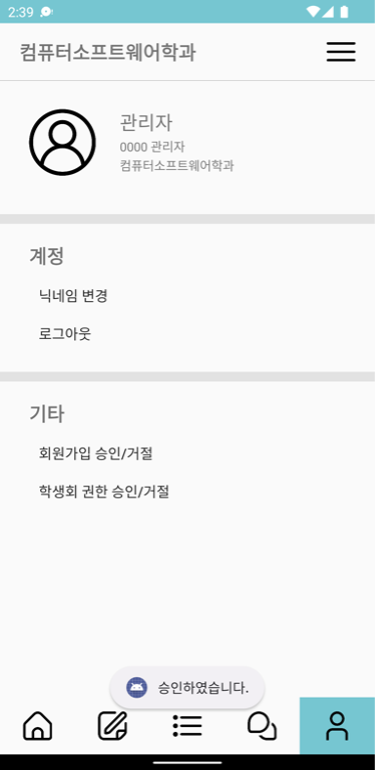 2:39
컴퓨터소프트웨어학과
관리자
0000 관리자
컴퓨터소프트웨어학과
계정
닉네임 변경
로그아웃
기타
회원가입 승인/거절
학생회 권한 승인/거절
승인하였습니다.